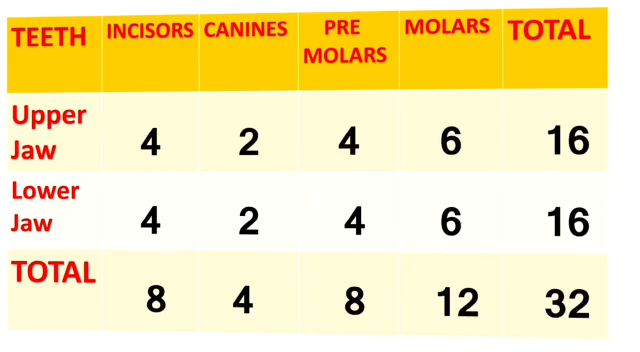 TEETH INCISORS CANINES PRE MOLARS MOLARS TOTAL
Upper Jaw 4 2 4 6 16
Lower Jaw 4 2 4 6 16
TOTAL 8 4 8 12 32